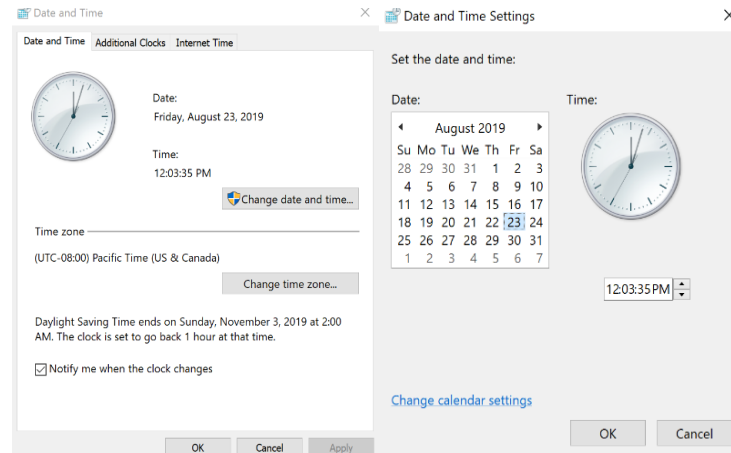 Date and Time
Date and Time Additional Clocks Internet Time
Date:
Friday, August 23, 2019
Time:
12:03:35 PM
Change date and time...
Time zone
(UTC-08:00) Pacific Time (US & Canada)
Change time zone...
Daylight Saving Time ends on Sunday, November 3, 2019 at 2:00
AM. The clock is set to go back 1 hour at that time.
Notify me when the clock changes
OK Cancel Apply
Date and Time Settings
Set the date and time:
Date: Time:
August 2019
Su Mo Tu We Th Fr Sa
28 29 30 31 1 2 3
4 5 6 7 8 9 10
11 12 13 14 15 16 17
18 19 20 21 22 23 24
25 26 27 28 29 30 31
1 2 3 4 5 6 7
12:03:35 PM
Change calendar settings
OK Cancel